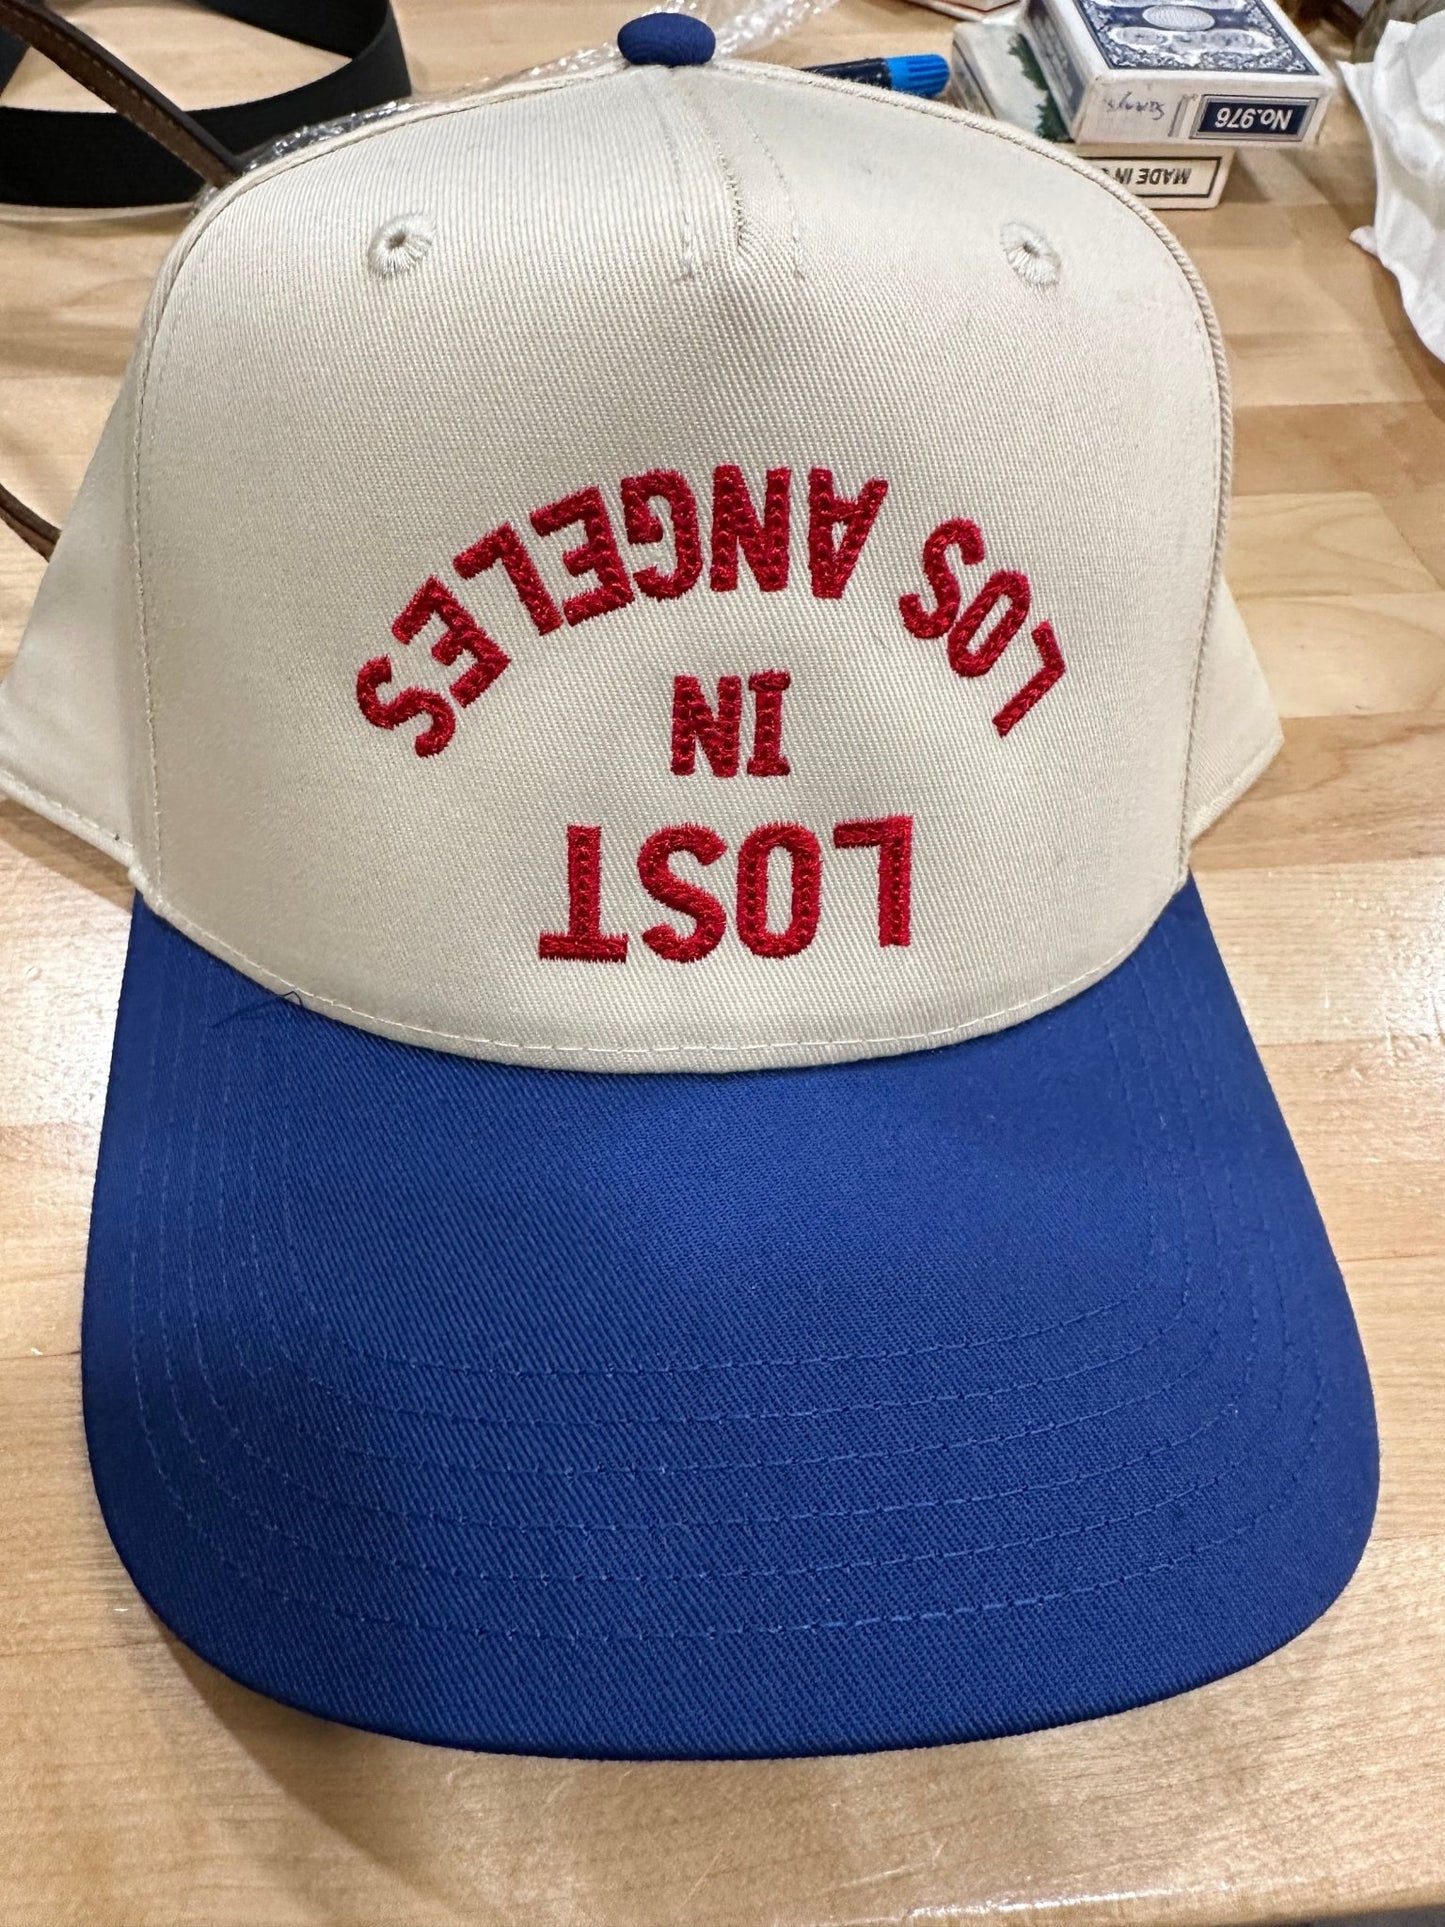 LOST
IN
LOS ANGELES
No.976
MADE IN